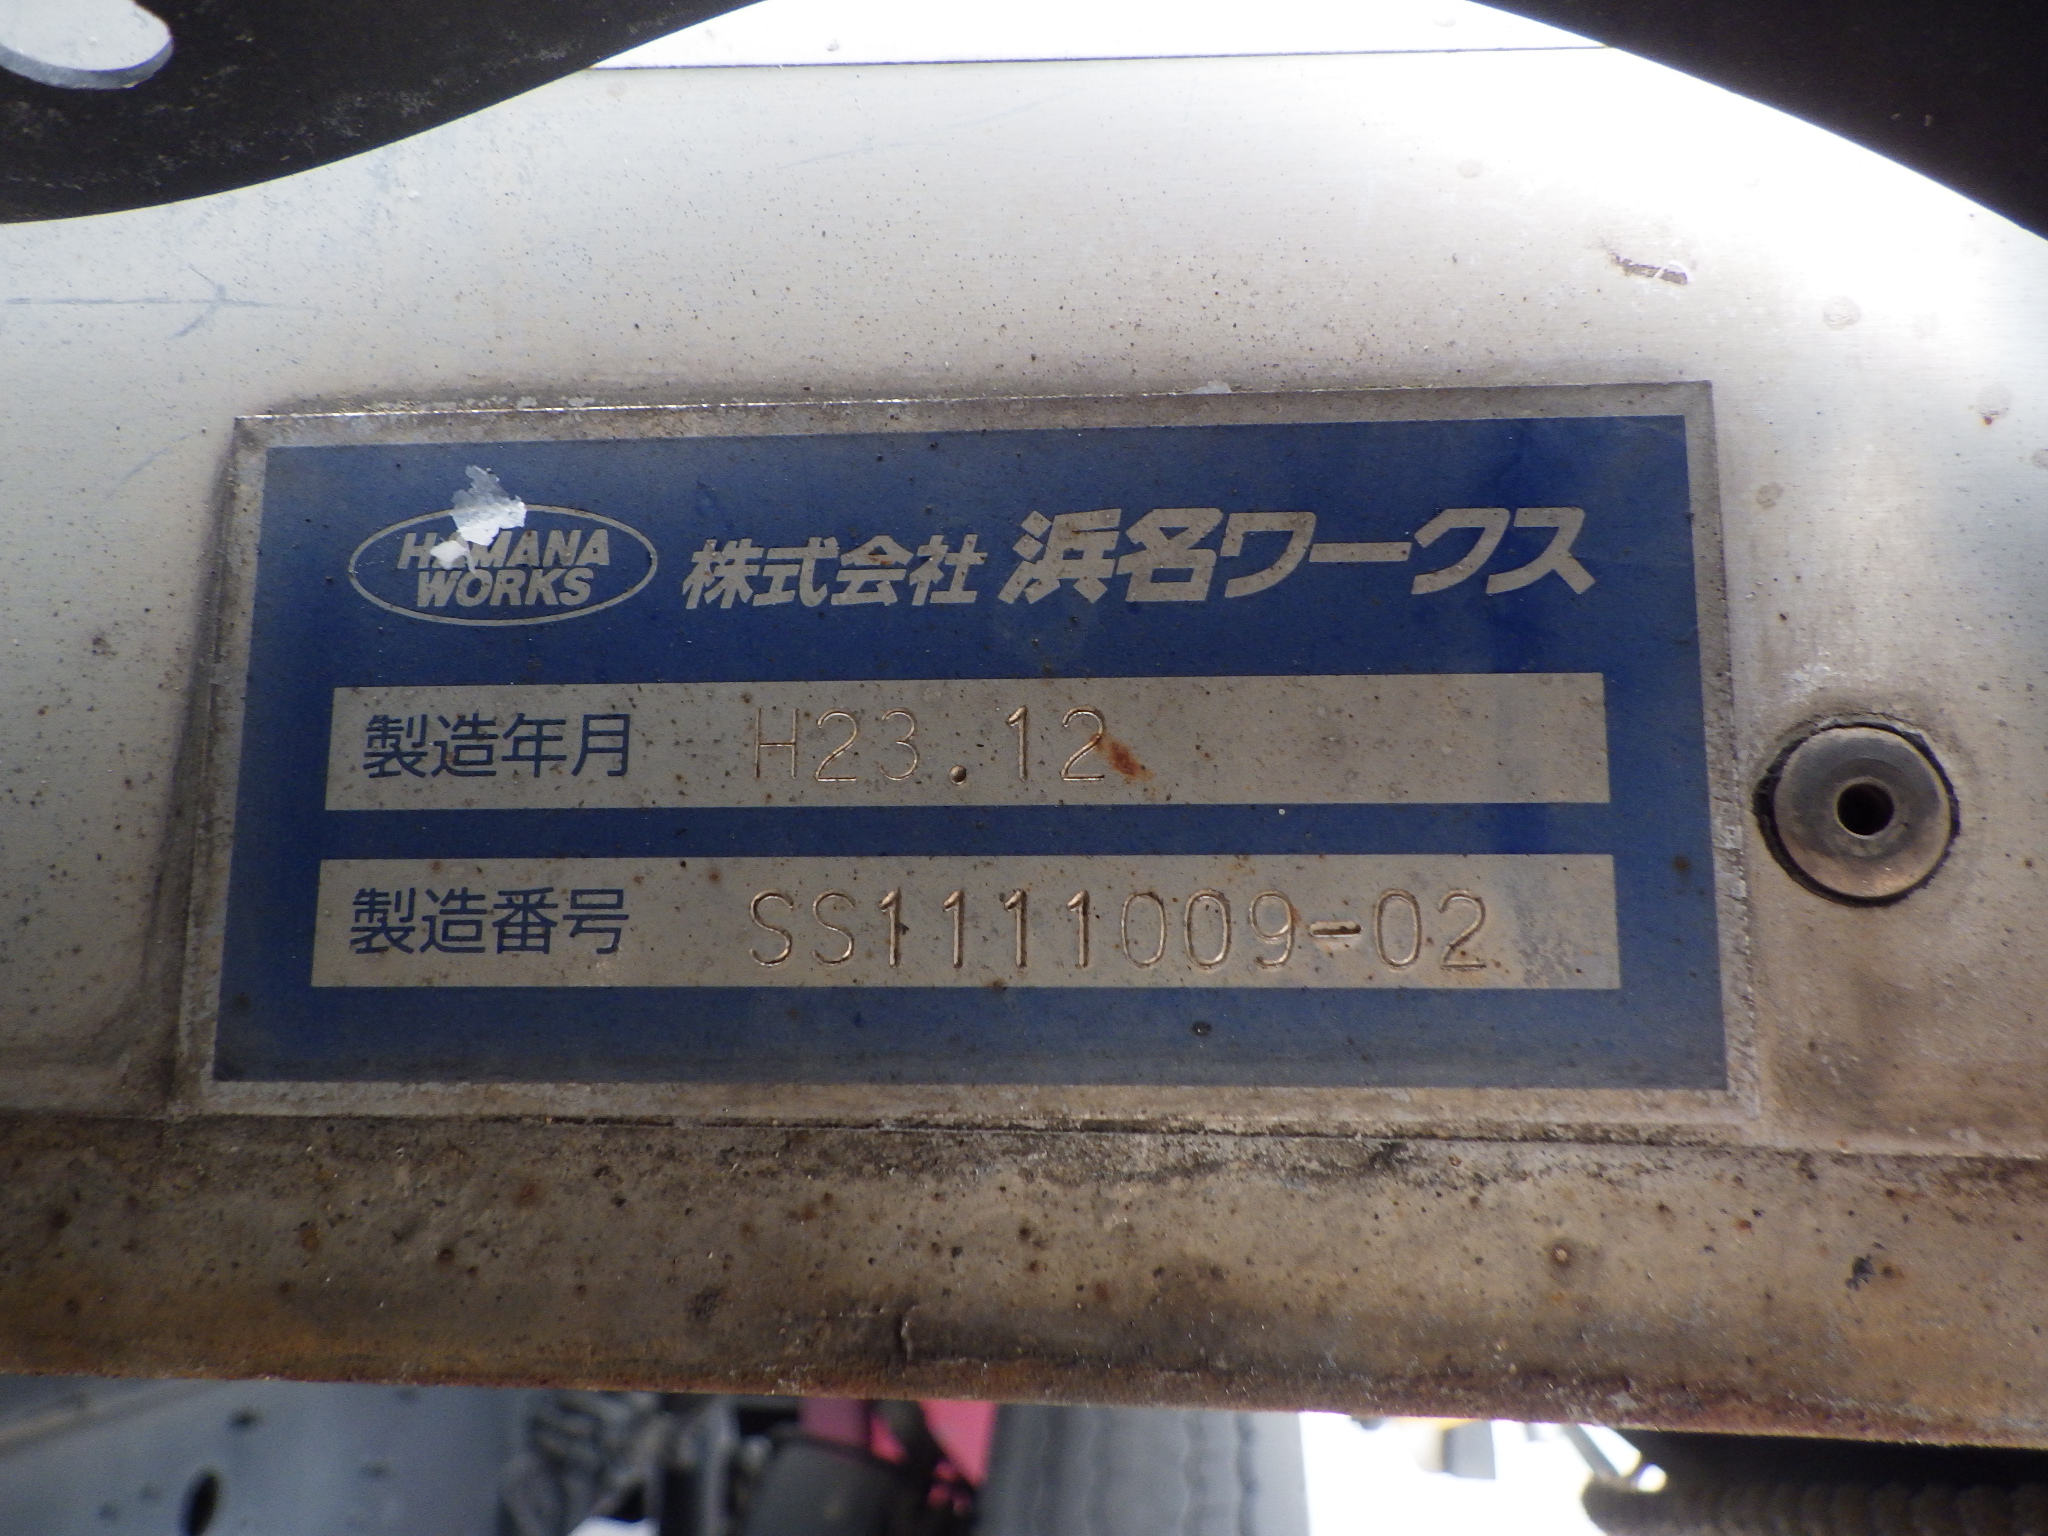 HAMANA
WORKS
株式会社 浜名ワークス
製造年月 H23.12
製造番号 SS1111009-02